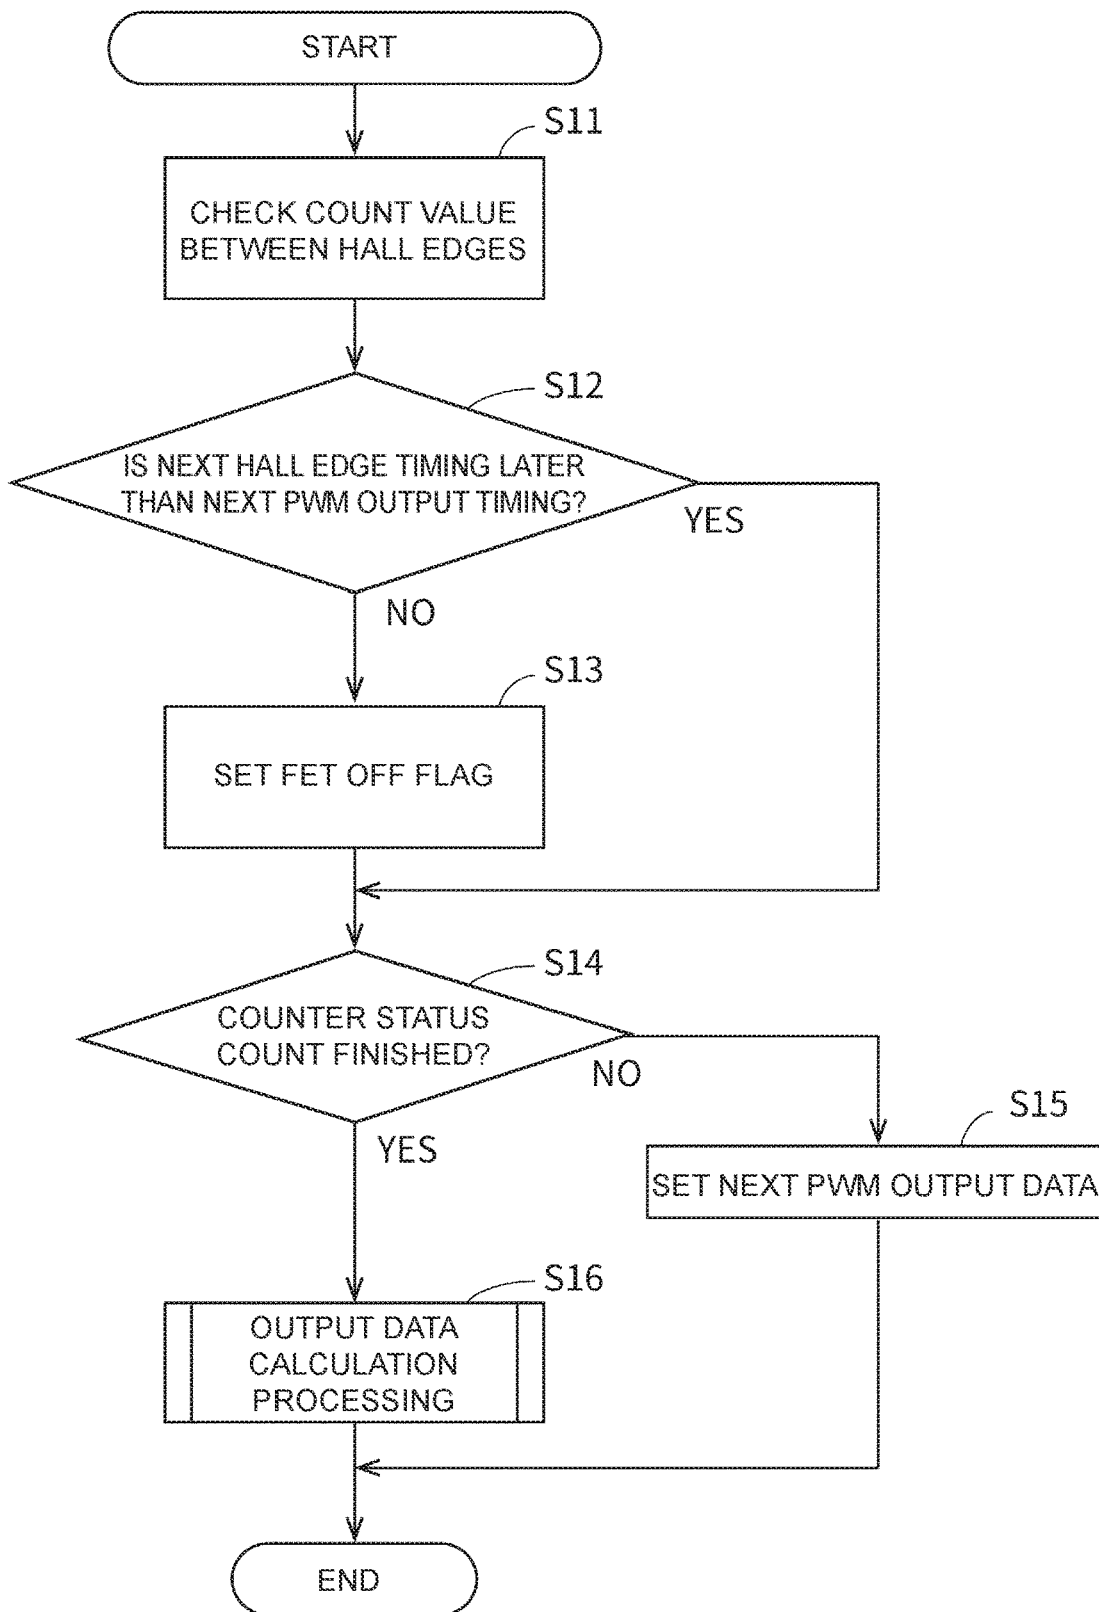 START
S11
CHECK COUNT VALUE
BETWEEN HALL EDGES
S12
IS NEXT HALL EDGE TIMING LATER
THAN NEXT PWM OUTPUT TIMING?
YES
NO
S13
SET FET OFF FLAG
S14
COUNTER STATUS
COUNT FINISHED?
NO
YES
S15
SET NEXT PWM OUTPUT DATA
S16
OUTPUT DATA
CALCULATION
PROCESSING
END